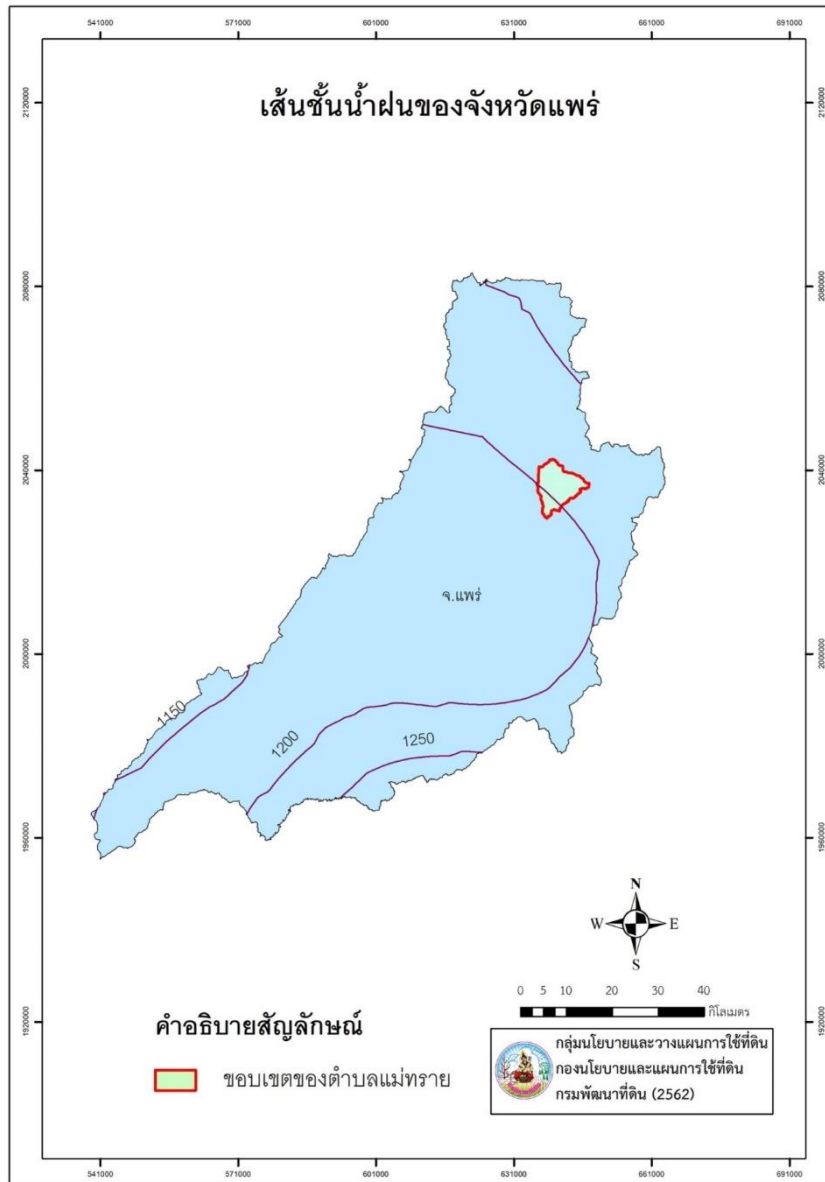 541000 571000 601000 631000 661000 691000
เส้นชั้นน้ำฝนของจังหวัดแพร่
2120000 2120000
2080000 2080000
2040000 2040000
จ.แพร่
2000000 2000000
1150
1200
1250
1960000 1960000
N
W E
S
0 5 10 20 30 40
กิโลเมตร
1920000 1920000
คำอธิบายสัญลักษณ์
ขอบเขตของตำบลแม่ทราย
กลุ่มนโยบายและวางแผนการใช้ที่ดิน
กองนโยบายและแผนการใช้ที่ดิน
กรมพัฒนาที่ดิน (2562)
541000 571000 601000 631000 661000 691000